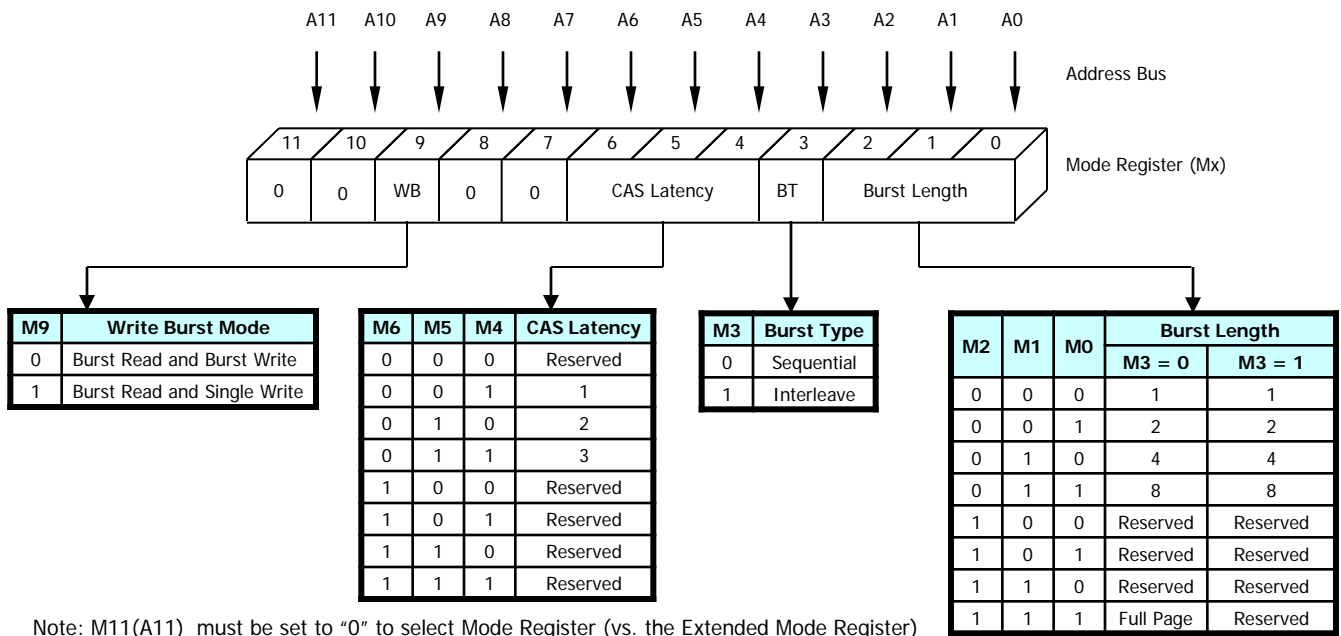 A11 A10 A9 A8 A7 A6 A5 A4 A3 A2 A1 A0
Address Bus
11 10 9 8 7 6 5 4 3 2 1 0
Mode Register (Mx)
0 0 WB 0 0 CAS Latency BT Burst Length
M9 Write Burst Mode
0 Burst Read and Burst Write
1 Burst Read and Single Write
M6 M5 M4 CAS Latency
0 0 0 Reserved
0 0 1 1
0 1 0 2
0 1 1 3
1 0 0 Reserved
1 0 1 Reserved
1 1 0 Reserved
1 1 1 Reserved
M3 Burst Type
0 Sequential
1 Interleave
M2 M1 M0 Burst Length
M3 = 0 M3 = 1
0 0 0 1 1
0 0 1 2 2
0 1 0 4 4
0 1 1 8 8
1 0 0 Reserved Reserved
1 0 1 Reserved Reserved
1 1 0 Reserved Reserved
1 1 1 Full Page Reserved
Note: M11(A11) must be set to “0” to select Mode Register (vs. the Extended Mode Register)